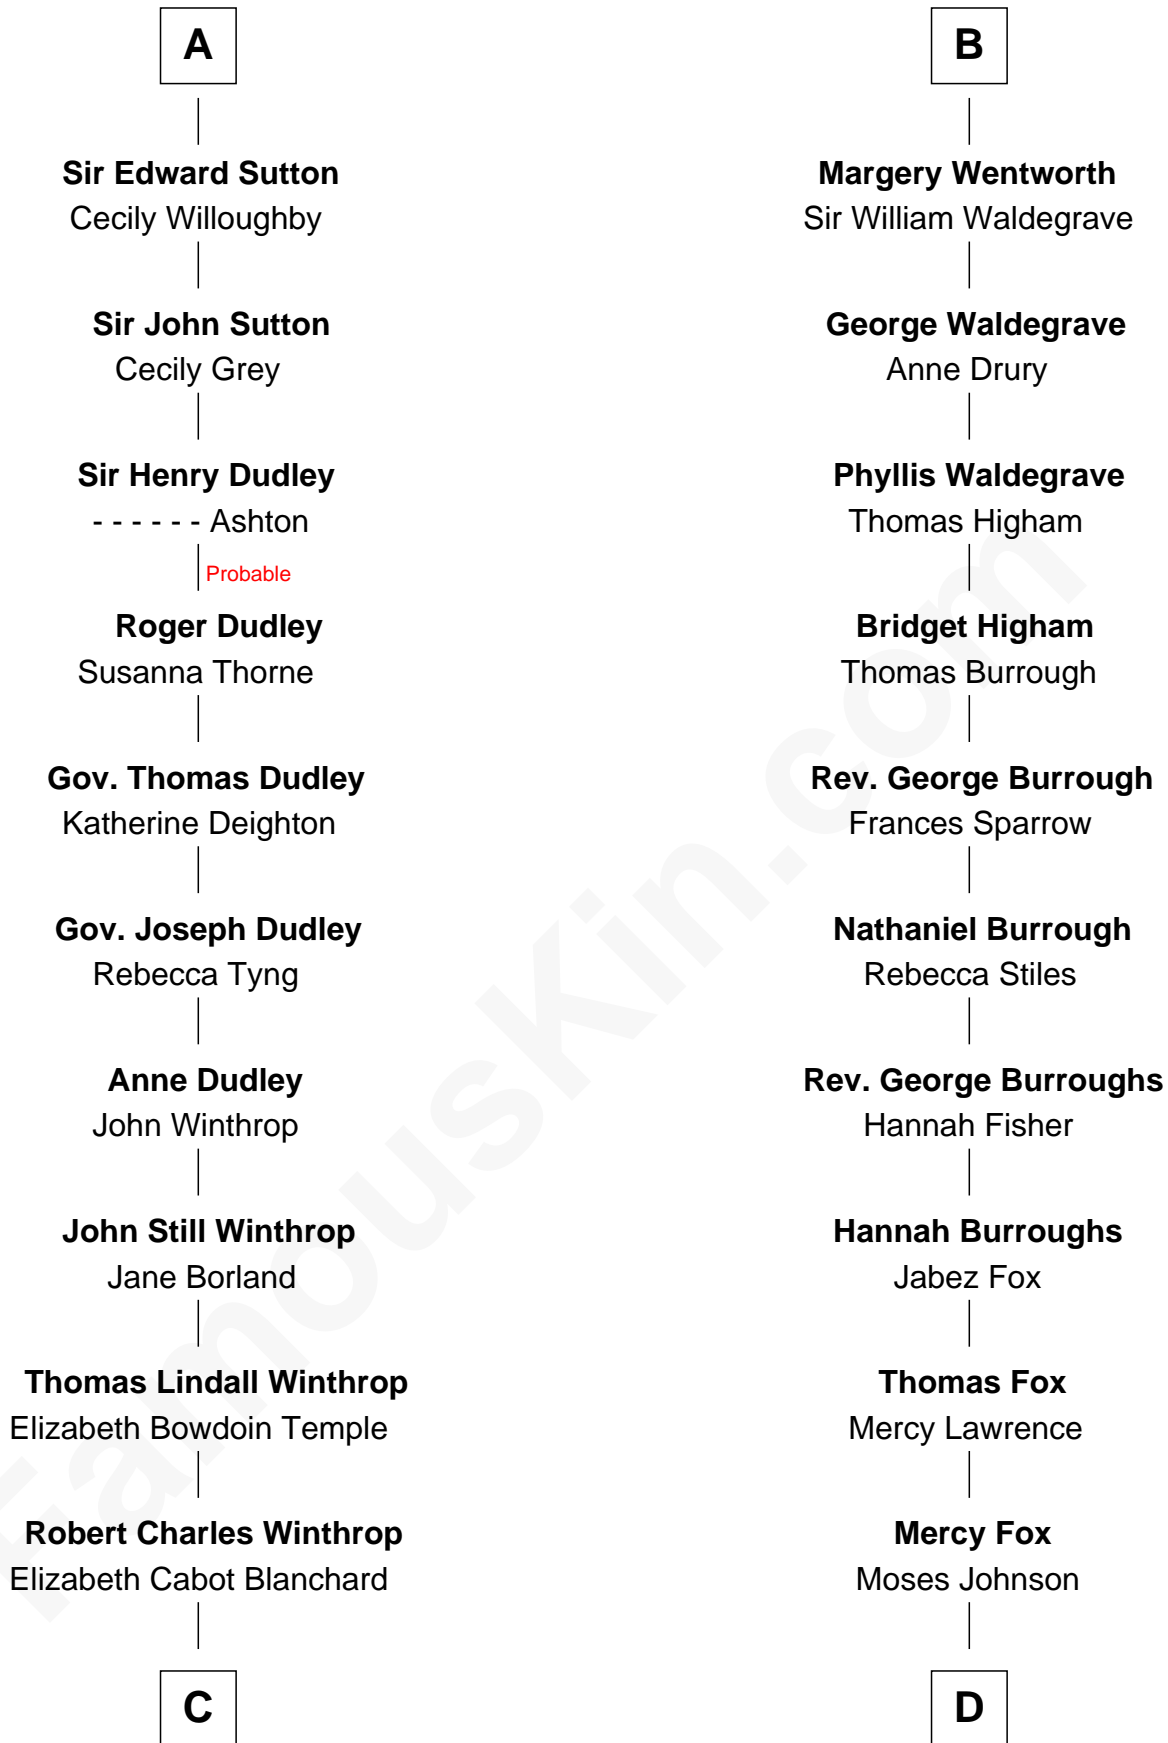 A
Sir Edward Sutton
Cecily Willoughby
Sir John Sutton
Cecily Grey
Sir Henry Dudley
- - - - - - Ashton
Probable
Roger Dudley
Susanna Thorne
Gov. Thomas Dudley
Katherine Deighton
Gov. Joseph Dudley
Rebecca Tyng
Anne Dudley
John Winthrop
John Still Winthrop
Jane Borland
Thomas Lindall Winthrop
Elizabeth Bowdoin Temple
Robert Charles Winthrop
Elizabeth Cabot Blanchard
C
B
Margery Wentworth
Sir William Waldegrave
George Waldegrave
Anne Drury
Phyllis Waldegrave
Thomas Higham
Bridget Higham
Thomas Burrough
Rev. George Burrough
Frances Sparrow
Nathaniel Burrough
Rebecca Stiles
Rev. George Burroughs
Hannah Fisher
Hannah Burroughs
Jabez Fox
Thomas Fox
Mercy Lawrence
Mercy Fox
Moses Johnson
D
FamousKin.com